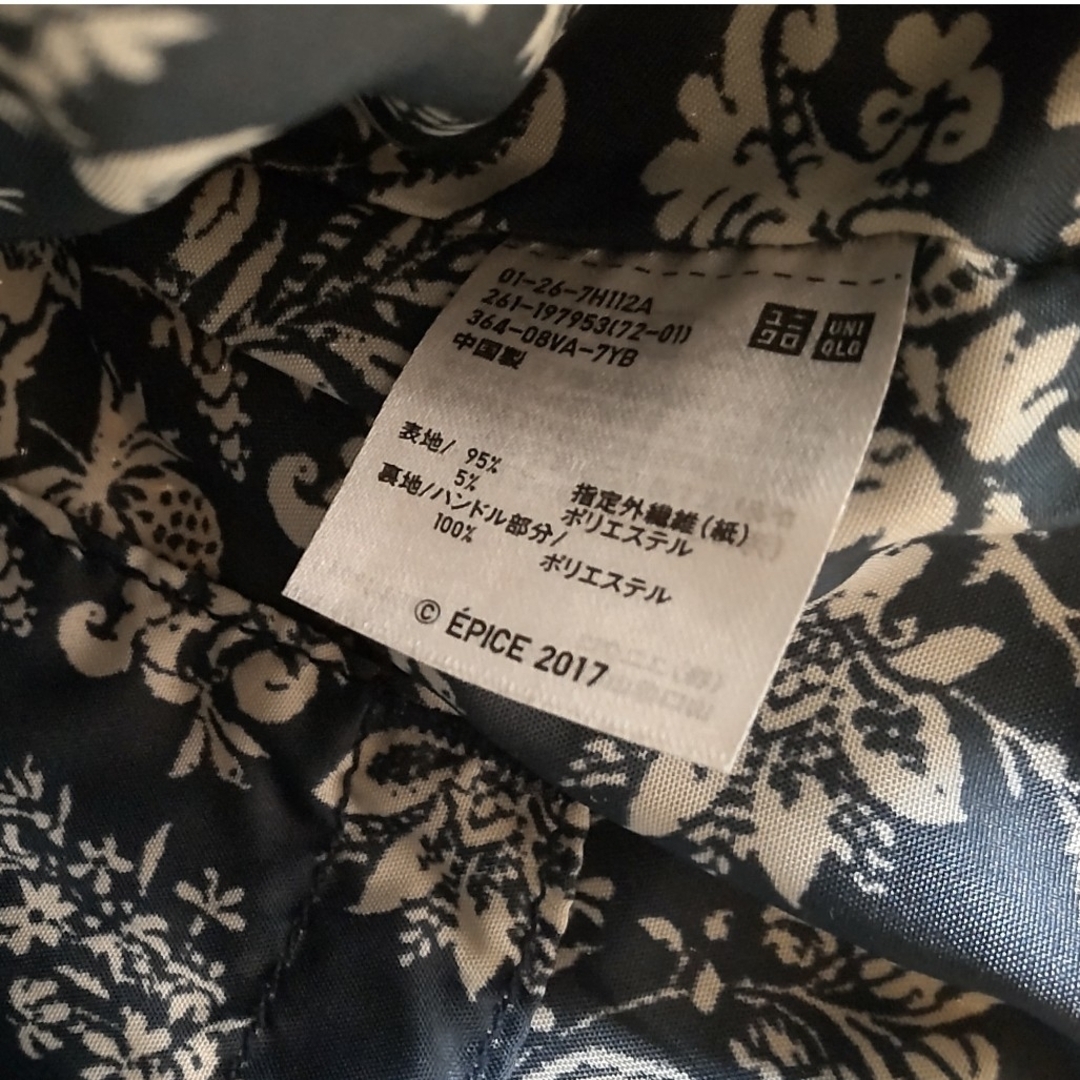 01-26-7H112A
261-197953(72-01)
364-08VA-7YB
中国製
ユニクロ
UNI
QLO
表地/ 95%
指定外繊維(紙)
5%
ポリエステル
裏地/ハンドル部分/
100%
ポリエステル
© ÉPICE 2017